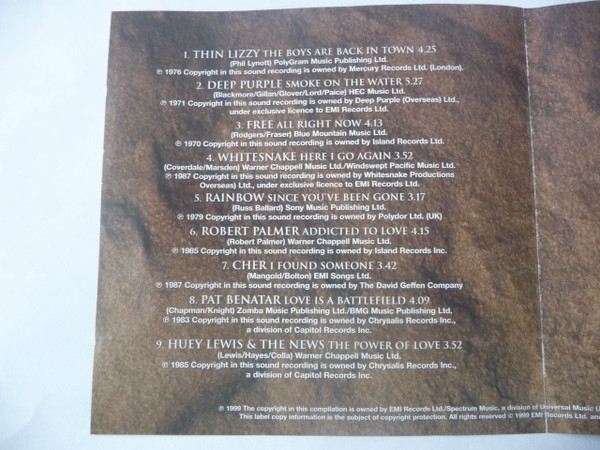 1. THIN LIZZY THE BOYS ARE BACK IN TOWN 4.25
(Phil Lynott) PolyGram Music Publishing Ltd.
℗ 1976 Copyright in this sound recording is owned by Mercury Records Ltd. (London).
2. DEEP PURPLE SMOKE ON THE WATER 5.27
(Blackmore/Gillan/Glover/Lord/Paice) HEC Music Ltd.
℗ 1971 Copyright in this sound recording is owned by Deep Purple (Overseas) Ltd.,
under exclusive licence to EMI Records Ltd.
3. FREE ALL RIGHT NOW 4.13
(Rodgers/Fraser) Blue Mountain Music Ltd.
℗ 1970 Copyright in this sound recording is owned by Island Records Ltd.
4. WHITESNAKE HERE I GO AGAIN 3.52
(Coverdale/Marsden) Warner Chappell Music Ltd./Windswept Pacific Music Ltd.
℗ 1987 Copyright in this sound recording is owned by Whitesnake Productions
Overseas) Ltd., under exclusive licence to EMI Records Ltd.
5. RAINBOW SINCE YOU'VE BEEN GONE 3.17
(Russ Ballard) Sony Music Publishing Ltd.
℗ 1979 Copyright in this sound recording is owned by Polydor Ltd. (UK)
6. ROBERT PALMER ADDICTED TO LOVE 4.15
(Robert Palmer) Warner Chappell Music Ltd.
℗ 1985 Copyright in this sound recording is owned by Island Records Inc.
7. CHER I FOUND SOMEONE 3.42
(Mangold/Bolton) EMI Songs Ltd.
℗ 1987 Copyright in this sound recording is owned by The David Geffen Company
8. PAT BENATAR LOVE IS A BATTLEFIELD 4.09
(Chapman/Knight) Zomba Music Publishing Ltd./BMG Music Publishing Ltd.
℗ 1983 Copyright in this sound recording is owned by Chrysalis Records Inc.,
a division of Capitol Records Inc.
9. HUEY LEWIS & THE NEWS THE POWER OF LOVE 3.52
(Lewis/Hayes/Colla) Warner Chappell Music Ltd.
℗ 1985 Copyright in this sound recording is owned by Chrysalis Records Inc.,
a division of Capitol Records Inc.
℗ 1999 The copyright in this compilation is owned by EMI Records Ltd./Spectrum Music, a division of Universal Music U
This label copy information is the subject of copyright protection. All rights reserved © 1999 EMI Records Ltd. and